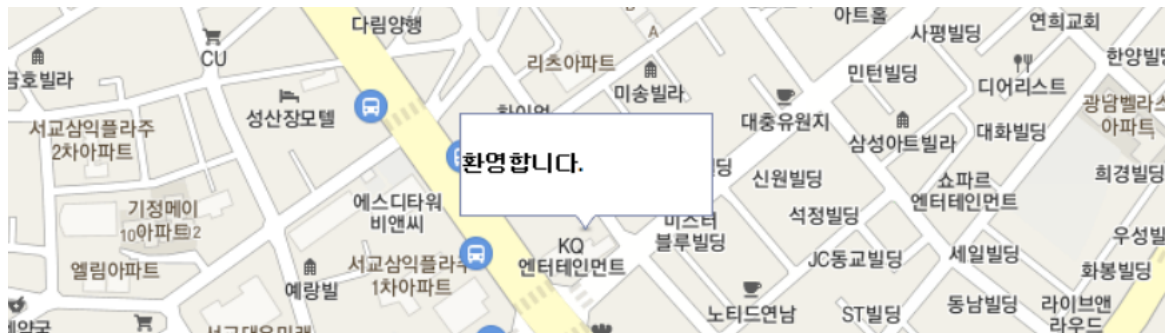 다림양행
아트홀
연희교회
사평빌딩
CU
한양빌딩
금호빌라
리츠아파트
A
미송빌라
민턴빌딩
디어리스트
광남벨라스
아파트
성산장모텔
서교삼익플라주
2차아파트
대충유원지
삼성아트빌라
대화빌딩
환영합니다.
신원빌딩
희경빌딩
쇼파르
엔터테인먼트
에스디타워
비앤씨
기정메이
10아파트2
석정빌딩
미스터
블루빌딩
KQ
엔터테인먼트
JC동교빌딩
세일빌딩
우성빌
엘림아파트
서교삼익플라주
1차아파트
예랑빌
화봉빌딩
노티드연남
ST빌딩
동남빌딩
라이브앤
라우드